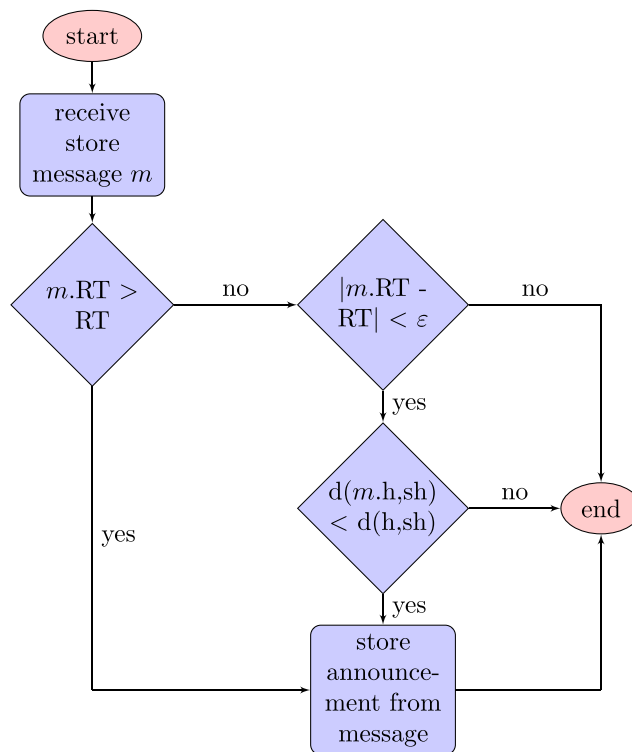 start
receive
store
message m
m.RT >
RT
no
|m.RT -
RT| < ε
no
yes
d(m.h,sh)
< d(h,sh)
no
end
yes
yes
store
announce-
ment from
message